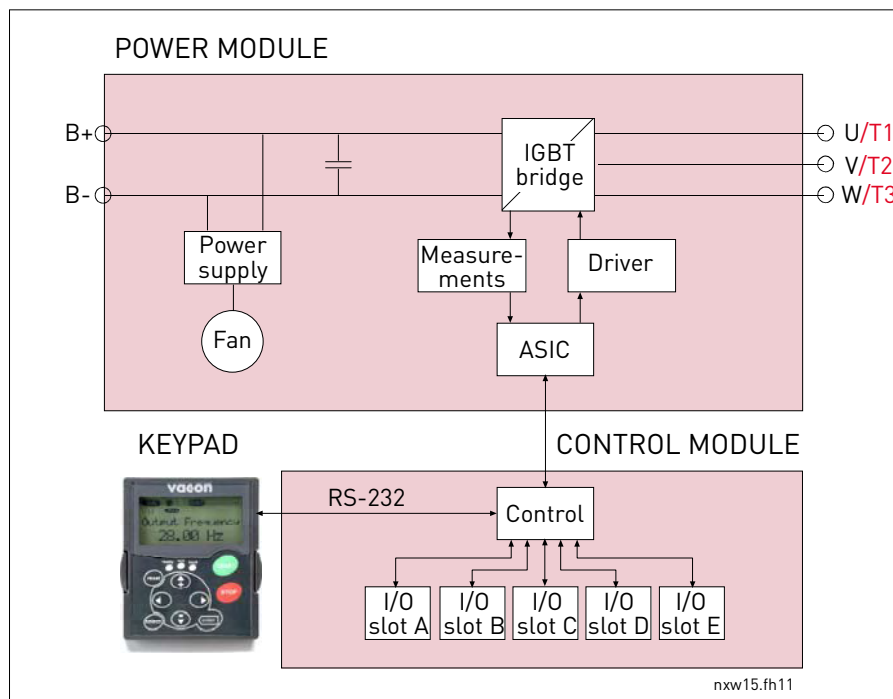 POWER MODULE
B+
B-
IGBT
bridge
U/T1
V/T2
W/T3
Power
supply
Measure-
ments
Driver
Fan
ASIC
KEYPAD
CONTROL MODULE
vacon
Output Frequency
28.00 Hz
STOP
RS-232
Control
I/O
slot A
I/O
slot B
I/O
slot C
I/O
slot D
I/O
slot E
nxw15.fh11